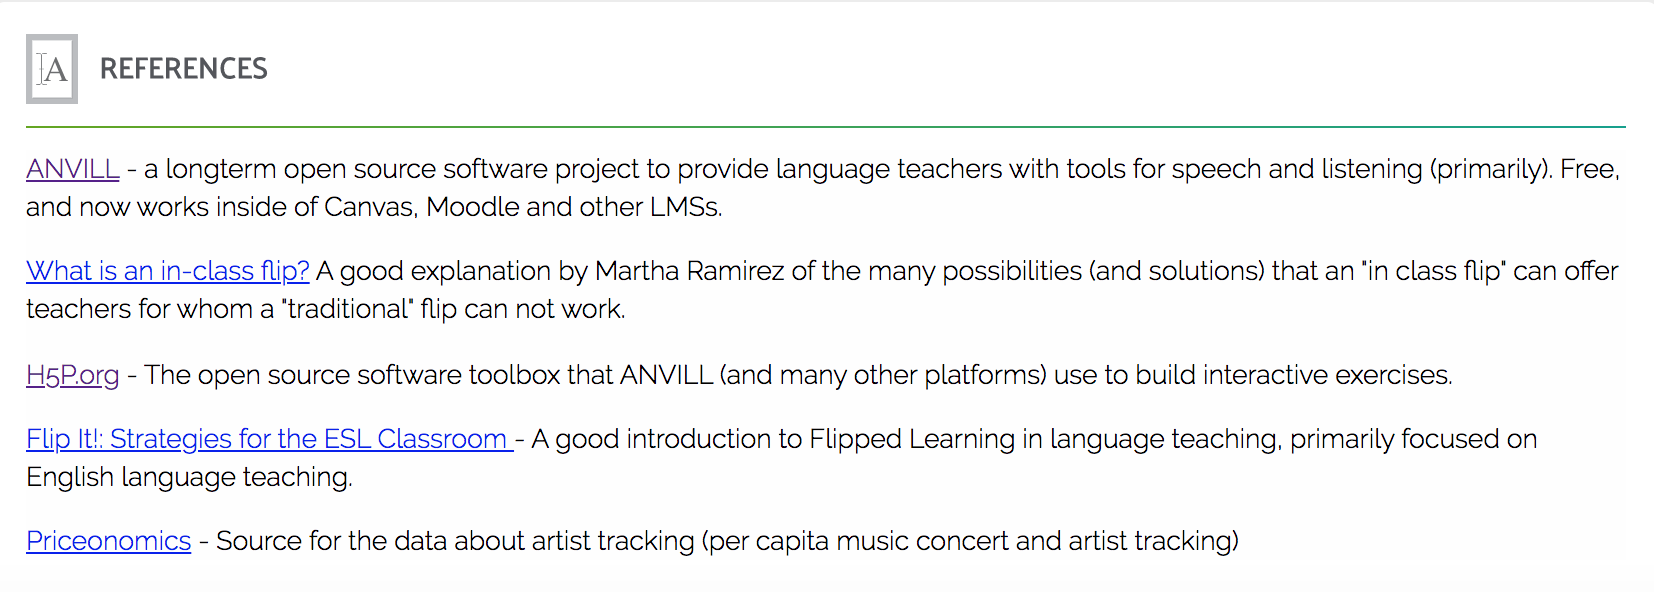 A
REFERENCES
ANVILL - a longterm open source software project to provide language teachers with tools for speech and listening (primarily). Free,
and now works inside of Canvas, Moodle and other LMSs.
What is an in-class flip? A good explanation by Martha Ramirez of the many possibilities (and solutions) that an "in class flip" can offer
teachers for whom a "traditional" flip can not work.
H5P.org - The open source software toolbox that ANVILL (and many other platforms) use to build interactive exercises.
Flip It!: Strategies for the ESL Classroom - A good introduction to Flipped Learning in language teaching, primarily focused on
English language teaching.
Priceonomics - Source for the data about artist tracking (per capita music concert and artist tracking)